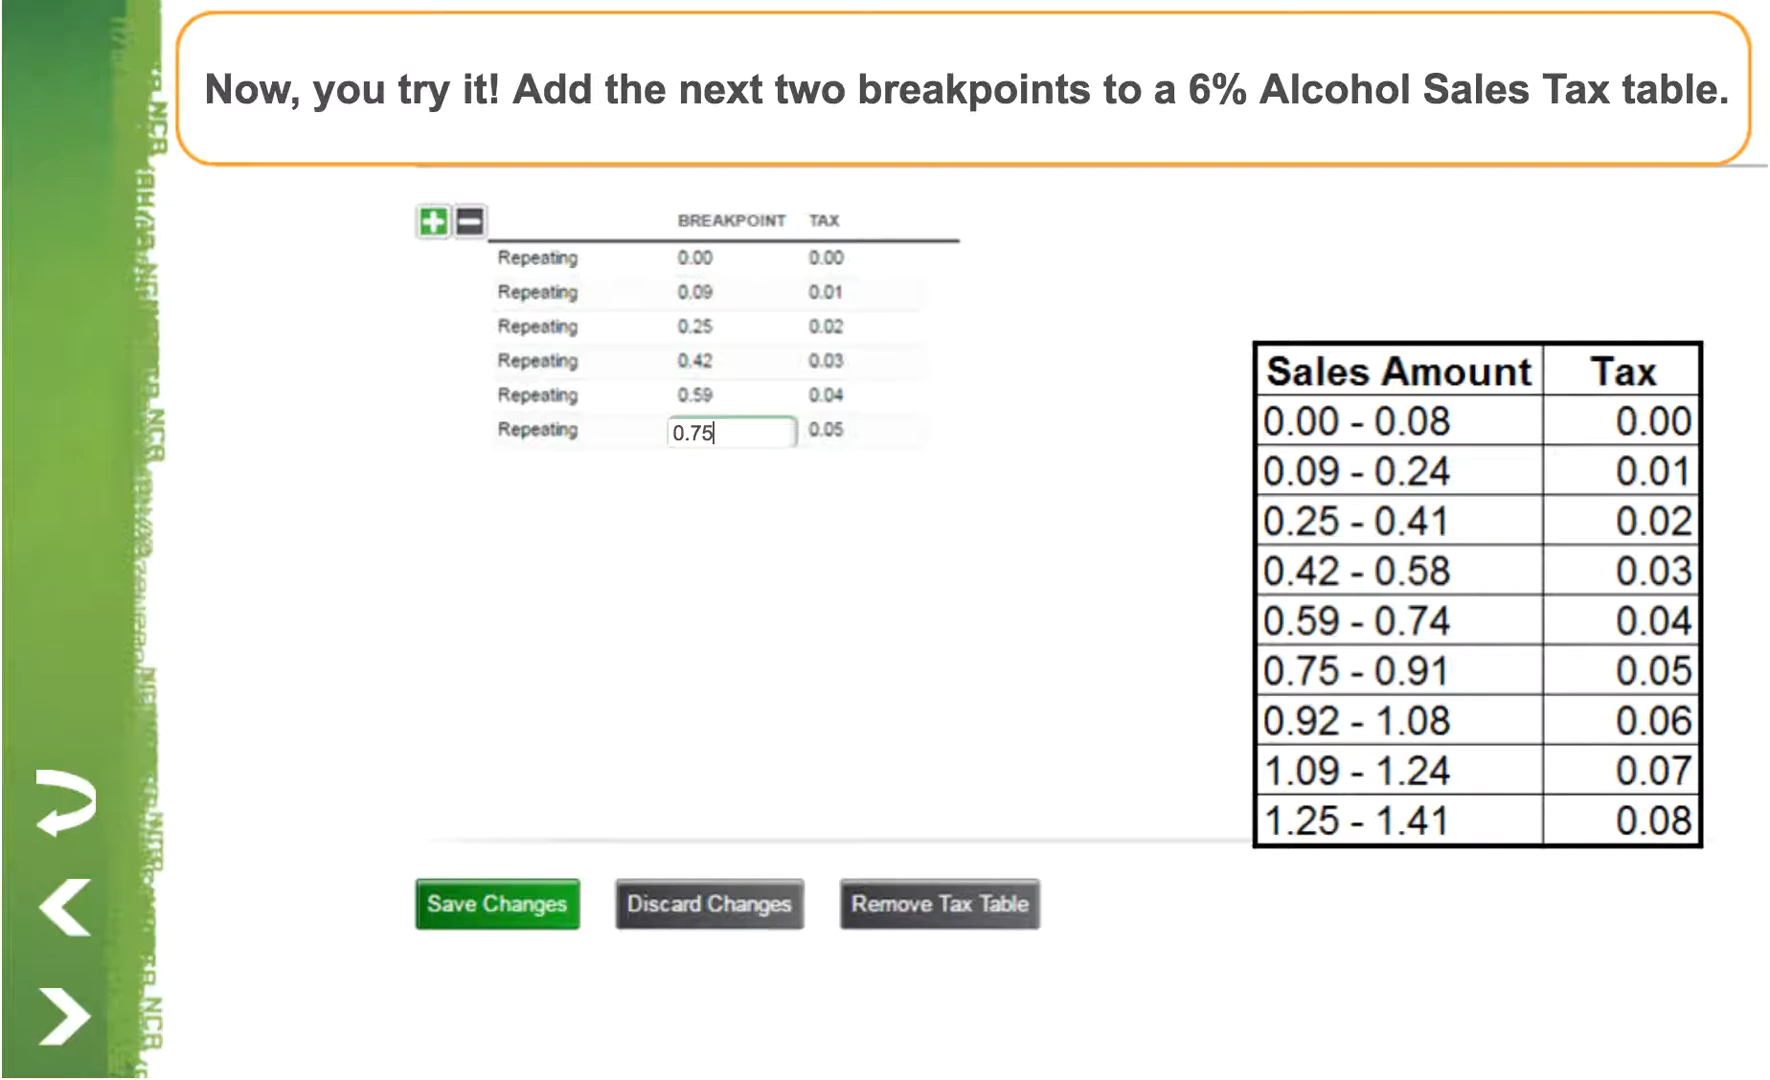 Now, you try it! Add the next two breakpoints to a 6% Alcohol Sales Tax table.
BREAKPOINT TAX
Repeating 0.00 0.00
Repeating 0.09 0.01
Repeating 0.25 0.02
Repeating 0.42 0.03
Repeating 0.59 0.04
Repeating 0.75 0.05
Sales Amount Tax
0.00 - 0.08 0.00
0.09 - 0.24 0.01
0.25 - 0.41 0.02
0.42 - 0.58 0.03
0.59 - 0.74 0.04
0.75 - 0.91 0.05
0.92 - 1.08 0.06
1.09 - 1.24 0.07
1.25 - 1.41 0.08
Save Changes Discard Changes Remove Tax Table